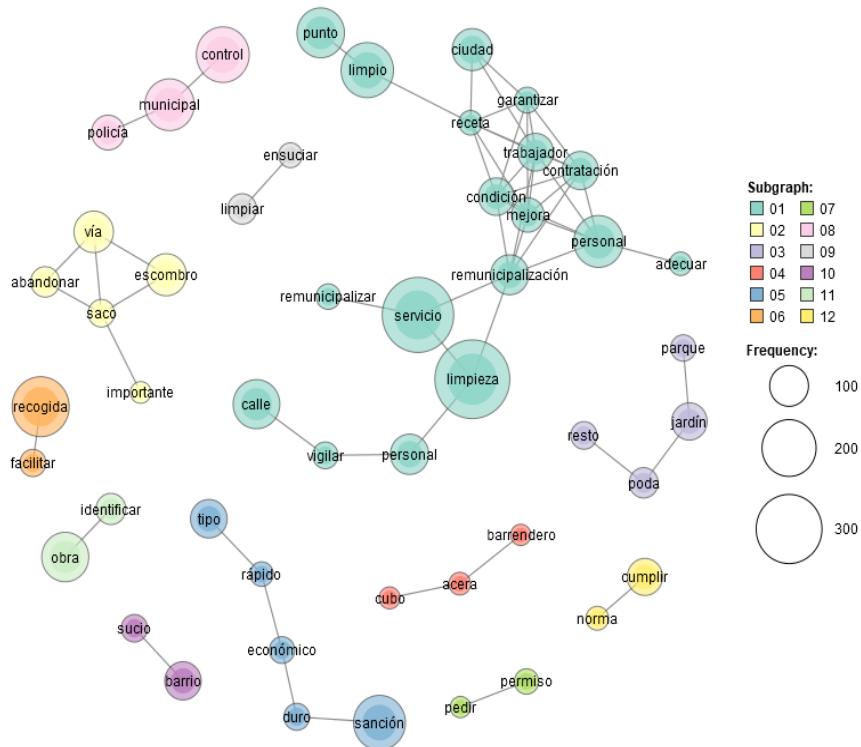 punto
control
ciudad
limpio
garantizar
municipal
receta
policía
trabajador
ensuciar
contratación
condición
limpiar
mejora
vía
personal
adecuar
escombro
remunicipalización
abandonar
remunicipalizar
saco
servicio
parque
limpieza
importante
calle
recogida
jardín
resto
vigilar
personal
facilitar
poda
identificar
tipo
barrendero
obra
rápido
cumplir
cubo
acera
norma
sucio
económico
barrio
permiso
pedir
duro
sanción
Subgraph:
01 07
02 08
03 09
04 10
05 11
06 12
Frequency:
100
200
300